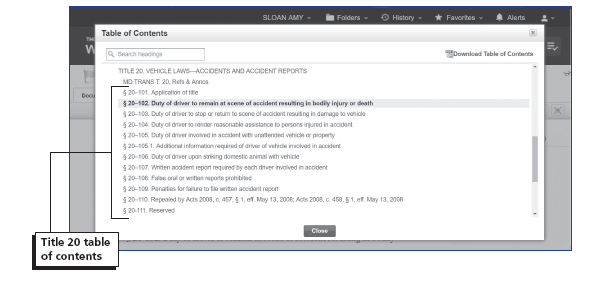 SLOAN AMY Folders History Favorites Alerts
Table of Contents
Search headings Download Table of Contents
TITLE 20. VEHICLE LAWS—ACCIDENTS AND ACCIDENT REPORTS
MD TRANS T. 20, Refs & Annos
§ 20-101. Application of title
§ 20-102. Duty of driver to remain at scene of accident resulting in bodily injury or death
§ 20-103. Duty of driver to stop or return to scene of accident resulting in damage to vehicle
§ 20-104. Duty of driver to render reasonable assistance to persons injured in accident
§ 20-105. Duty of driver involved in accident with unattended vehicle or property
§ 20-105.1. Additional information required of driver of vehicle involved in accident
§ 20-106. Duty of driver upon striking domestic animal with vehicle
§ 20-107. Written accident report required by each driver involved in accident
§ 20-108. False oral or written reports prohibited
§ 20-109. Penalties for failure to file written accident report
§ 20-110. Repealed by Acts 2008, c. 457, § 1, eff. May 13, 2008; Acts 2008, c. 458, § 1, eff. May 13, 2008
§ 20-111. Reserved
Close
Title 20 table
of contents